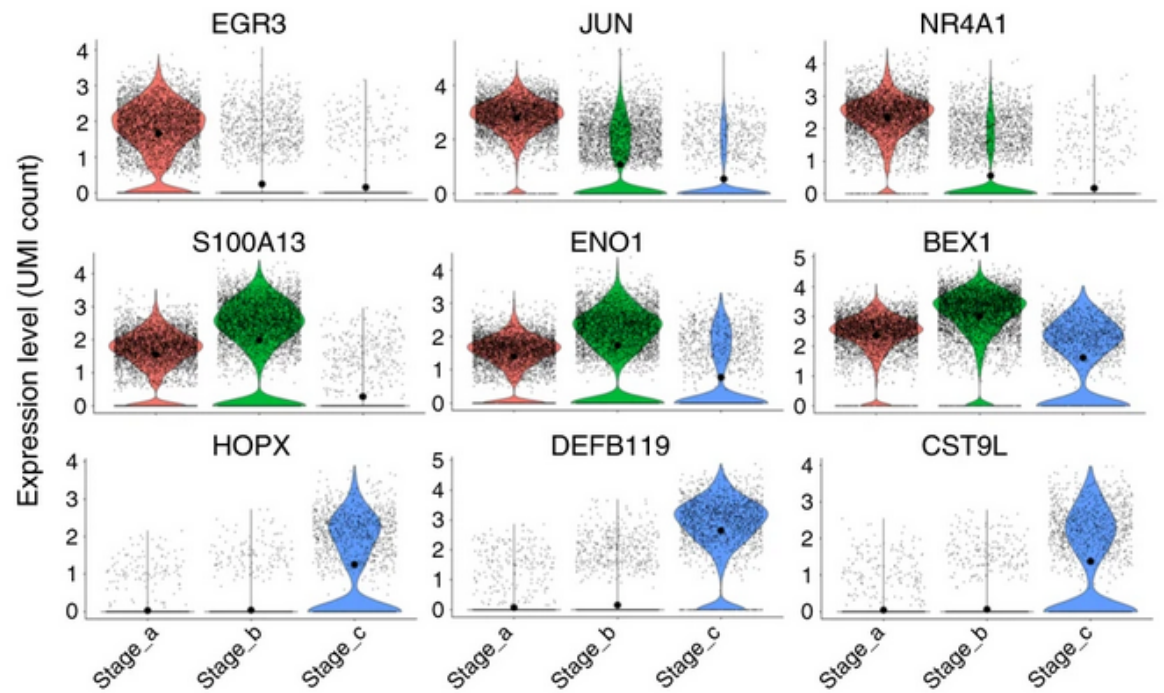 EGR3 JUN NR4A1
4 3 2 1 0
4 2 0
4 3 2 1 0
Expression level (UMI count)
S100A13 ENO1 BEX1
4 3 2 1 0
4 3 2 1 0
5 4 3 2 1 0
HOPX DEFB119 CST9L
4 3 2 1 0
5 4 3 2 1 0
4 3 2 1 0
Stage_a Stage_b Stage_c Stage_a Stage_b Stage_c Stage_a Stage_b Stage_c